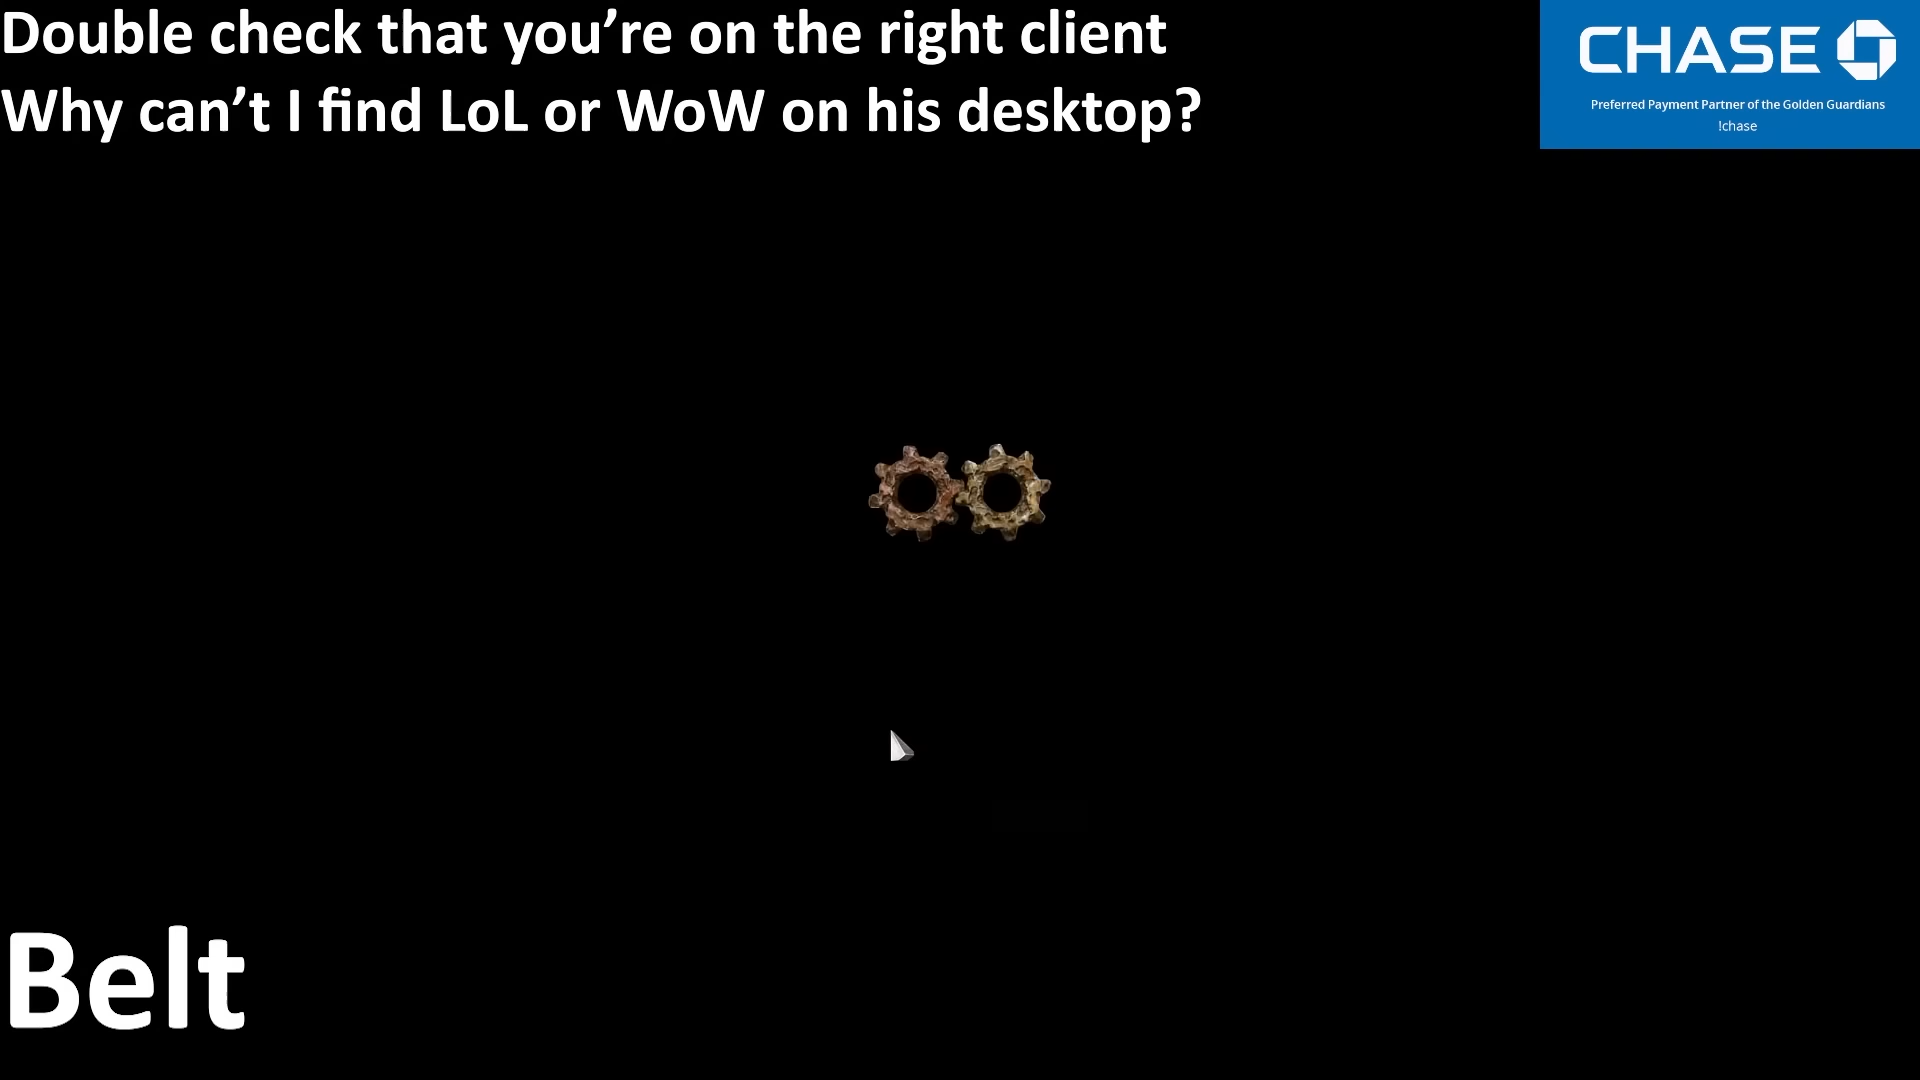 Double check that you’re on the right client
Why can’t I find LoL or WoW on his desktop?
CHASE
Preferred Payment Partner of the Golden Guardians
!chase
Belt